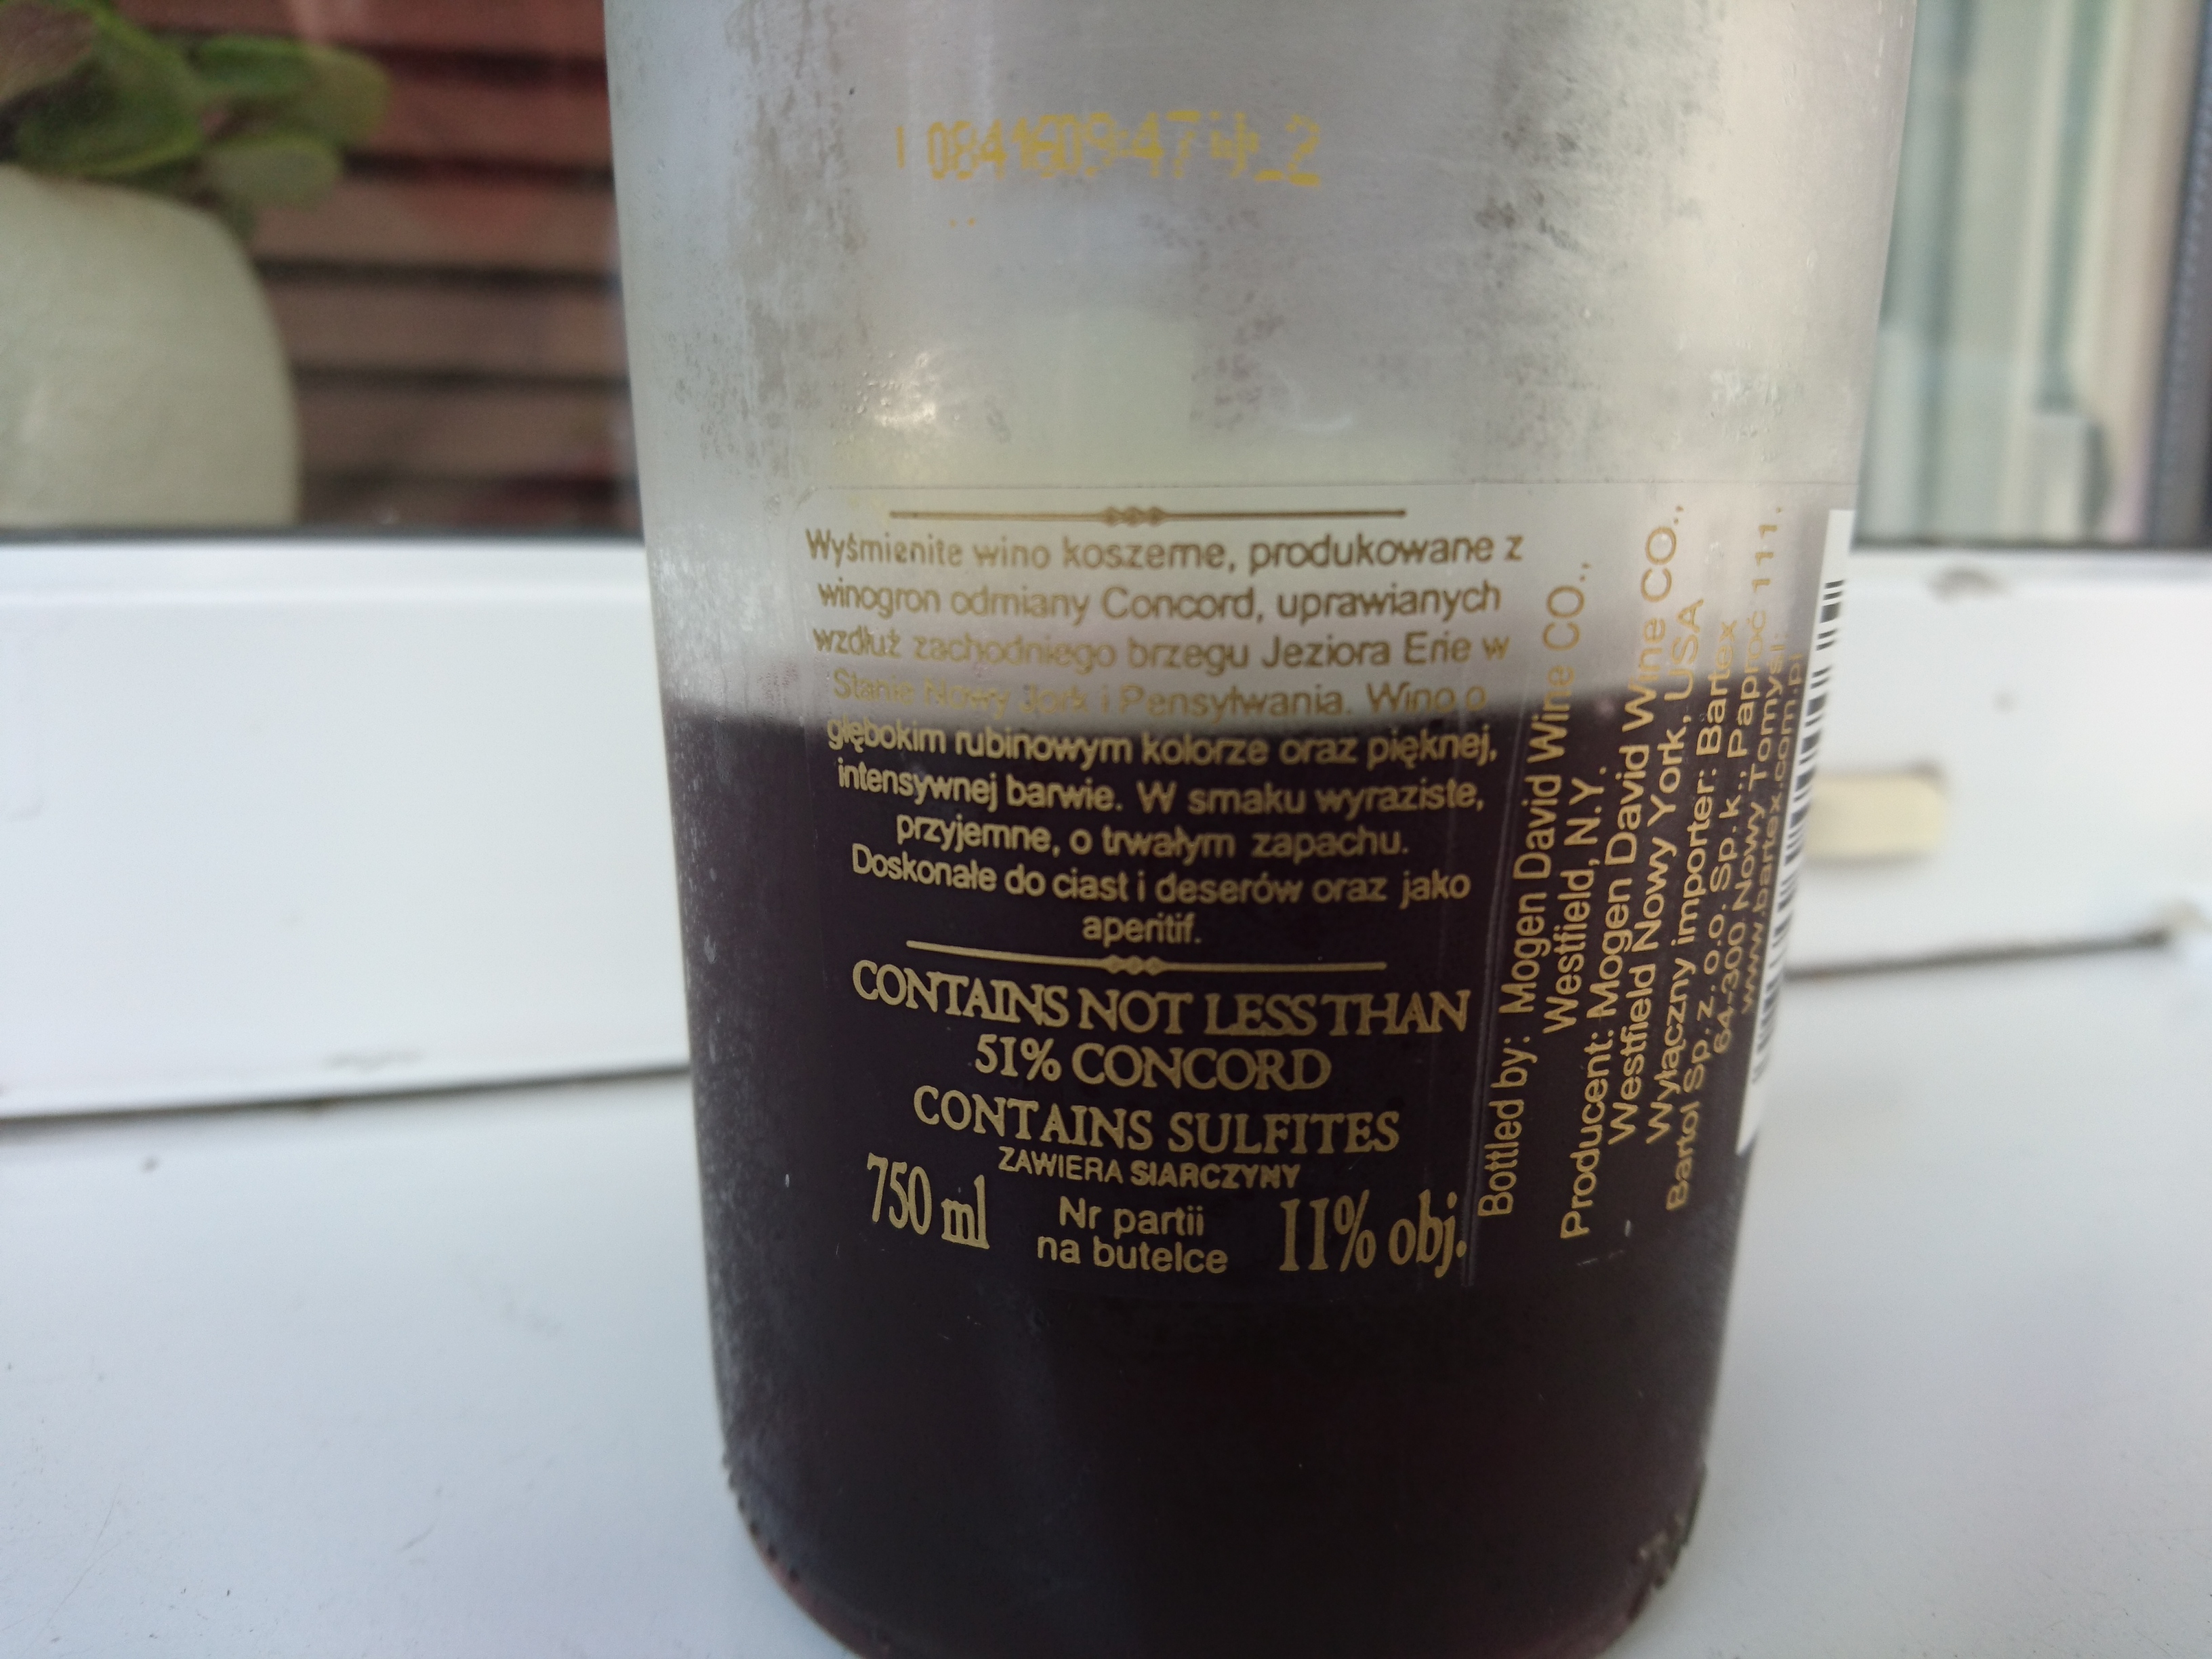 Wyśmienite wino koszerne, produkowane z
winogron odmiany Concord, uprawianych
wzdłuż zachodniego brzegu Jeziora Erie w
Stanie Nowy Jork i Pensylwania. Wino o
głębokim rubinowym kolorze oraz pięknej,
intensywnej barwie. W smaku wyraziste,
przyjemne, o trwałym zapachu.
Doskonałe do ciast i deserów oraz jako
aperitif.
CONTAINS NOT LESS THAN
51% CONCORD
CONTAINS SULFITES
ZAWIERA SIARCZYNY
750 ml
Nr partii
na butelce
11% obj.
Bottled by: Mogen David Wine CO.,
Westfield, N.Y.
Producent: Mogen David Wine CO.,
Westfield Nowy York, USA
Wyłączny importer: Bartex
Bartol Sp. z. o.o. Sp. k., Paproć 111.
64-300 Nowy Tomyśl:
www.bartex.com.pl